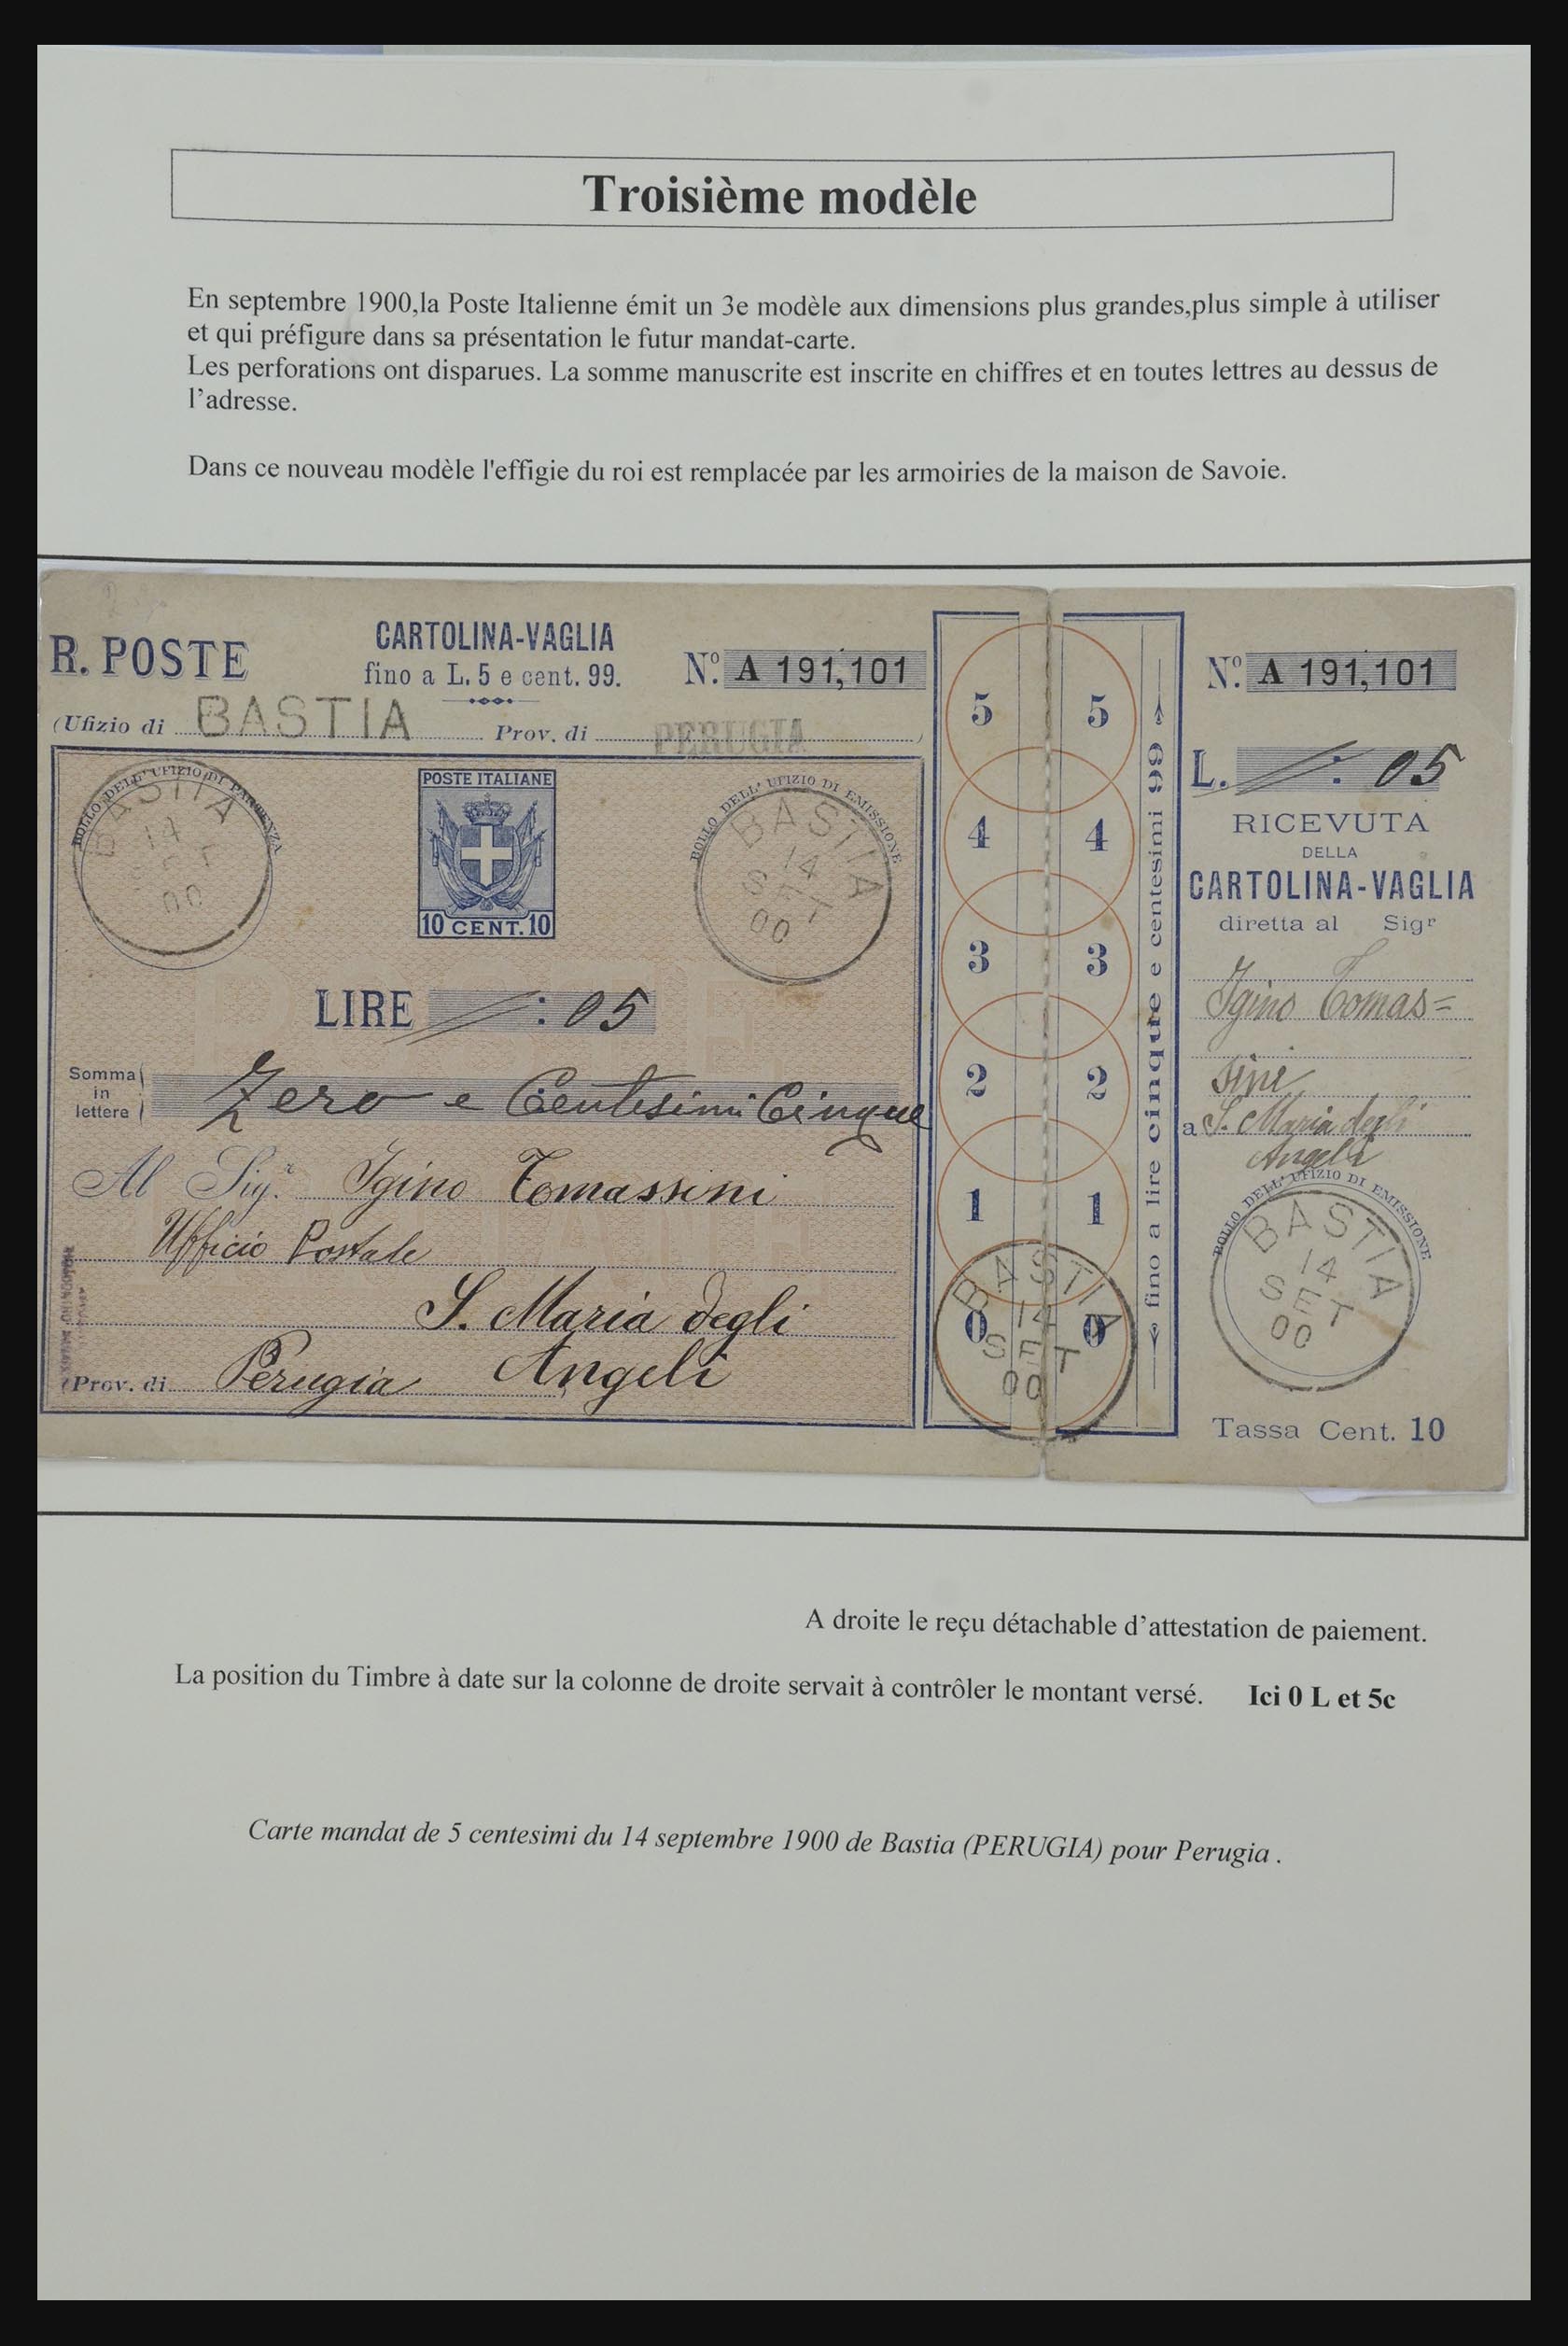 Troisième modèle
En septembre 1900,la Poste Italienne émit un 3e modèle aux dimensions plus grandes,plus simple à utiliser
et qui préfigure dans sa présentation le futur mandat-carte.
Les perforations ont disparues. La somme manuscrite est inscrite en chiffres et en toutes lettres au dessus de
l’adresse.
Dans ce nouveau modèle l'effigie du roi est remplacée par les armoiries de la maison de Savoie.
R. POSTE
CARTOLINA-VAGLIA
fino a L. 5 e cent. 99.
Nº. A 191,101
(Ufizio di BASTIA Prov. di PERUGIA )
BOLLO DELL' UFIZIO DI PARTENZA
BASTIA
14
SET
00
POSTE ITALIANE
10 CENT. 10
BOLLO DELL' UFIZIO DI EMISSIONE
BASTIA
14
SET
00
LIRE : 05
Somma
in
lettere
Zero e Centesimi Cinque
Al Sig.r Igino Tomassini
Ufficio Postale
S. Maria degli
Angeli
(Prov. di Perugia
5 5
4 4
3 3
2 2
1 1
0 0
BASTIA
14
SET
00
fino a lire cinque e centesimi 99
Nº. A 191,101
L. : 05
RICEVUTA
DELLA
CARTOLINA-VAGLIA
diretta al Sigr
Igino Tomas=
sini
a S. Maria degli
Angeli
BOLLO DELL' UFIZIO DI EMISSIONE
BASTIA
14
SET
00
Tassa Cent. 10
A droite le reçu détachable d’attestation de paiement.
La position du Timbre à date sur la colonne de droite servait à contrôler le montant versé. Ici 0 L et 5c
Carte mandat de 5 centesimi du 14 septembre 1900 de Bastia (PERUGIA) pour Perugia .